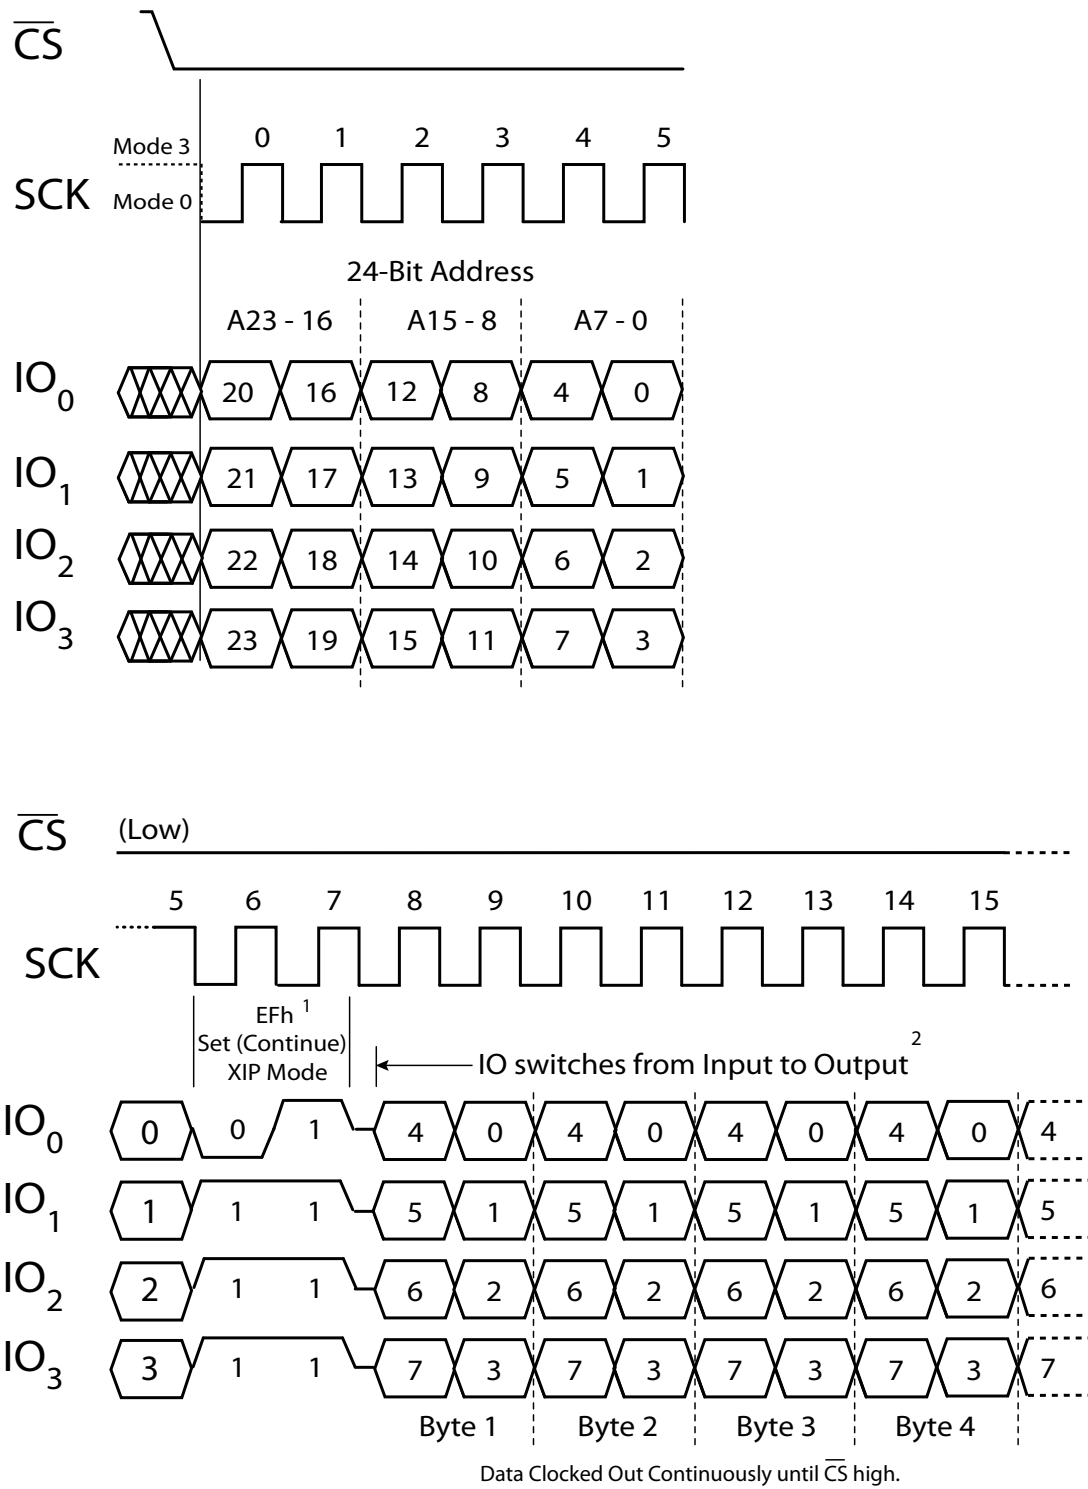 CS
0 1 2 3 4 5
Mode 3
SCK Mode 0
24-Bit Address
A23 - 16 A15 - 8 A7 - 0
IO0 20 16 12 8 4 0
IO1 21 17 13 9 5 1
IO2 22 18 14 10 6 2
IO3 23 19 15 11 7 3
CS (Low)
5 6 7 8 9 10 11 12 13 14 15
SCK
EFh 1
Set (Continue)
XIP Mode
IO switches from Input to Output 2
IO0 0 0 1 4 0 4 0 4 0 4 0 4
IO1 1 1 1 5 1 5 1 5 1 5 1 5
IO2 2 1 1 6 2 6 2 6 2 6 2 6
IO3 3 1 1 7 3 7 3 7 3 7 3 7
Byte 1 Byte 2 Byte 3 Byte 4
Data Clocked Out Continuously until CS high.